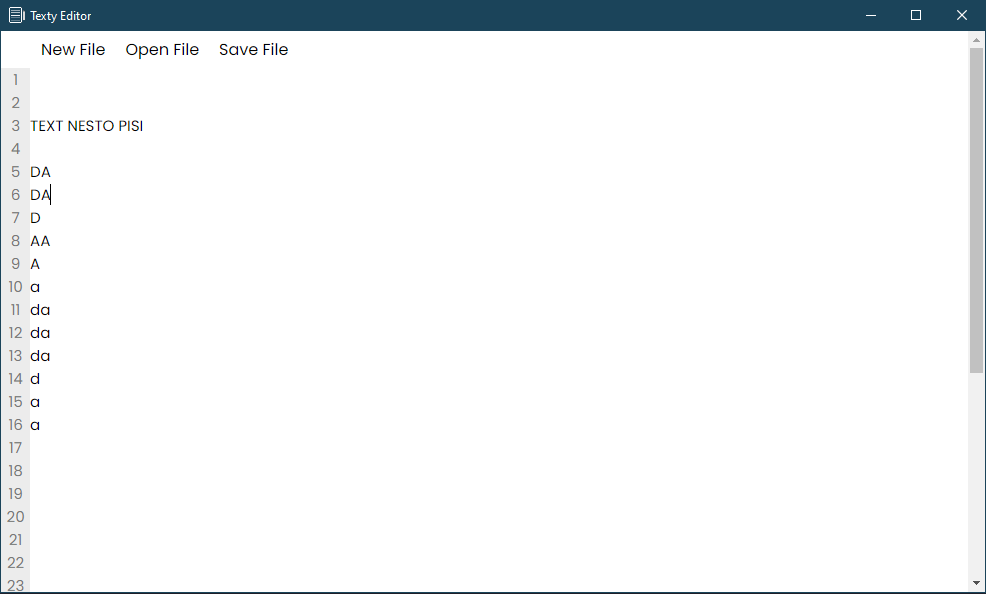 Texty Editor
New File Open File Save File
1
2
3 TEXT NESTO PISI
4
5 DA
6 DA
7 D
8 AA
9 A
10 a
11 da
12 da
13 da
14 d
15 a
16 a
17
18
19
20
21
22
23